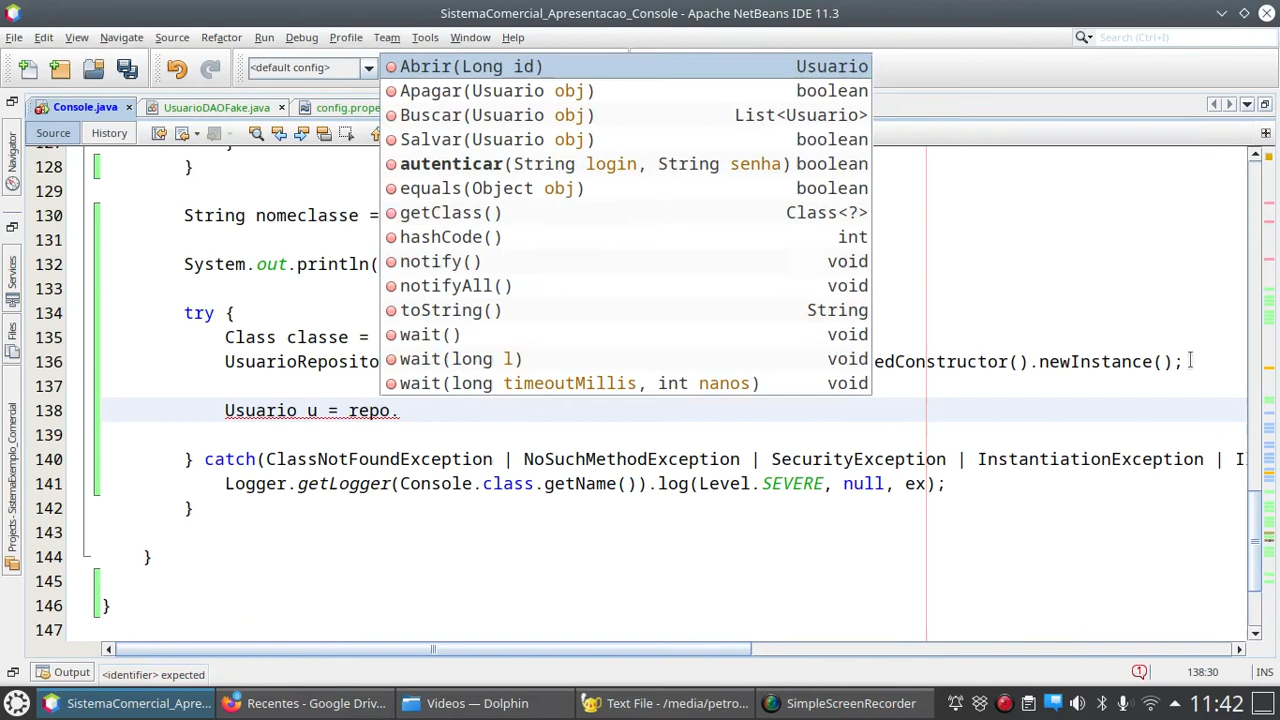 SistemaComercial_Apresentacao_Console - Apache NetBeans IDE 11.3
File Edit View Navigate Source Refactor Run Debug Profile Team Tools Window Help
Search (Ctrl+I)
<default config>
Console.java UsuarioDAOFake.java config.prope
Source History
Abrir(Long id) Usuario
Apagar(Usuario obj) boolean
Buscar(Usuario obj) List<Usuario>
Salvar(Usuario obj) boolean
autenticar(String login, String senha) boolean
equals(Object obj) boolean
getClass() Class<?>
hashCode() int
notify() void
notifyAll() void
toString() String
wait() void
wait(long l) void
wait(long timeoutMillis, int nanos) void
Navigator
Services
Files
Projects- SistemaExemplo_Comercial
128 }
129
130 String nomeclasse =
131
132 System.out.println(
133
134 try {
135 Class classe =
136 UsuarioReposito edConstructor().newInstance();
137
138 Usuario u = repo.
139
140 } catch(ClassNotFoundException | NoSuchMethodException | SecurityException | InstantiationException | I
141 Logger.getLogger(Console.class.getName()).log(Level.SEVERE, null, ex);
142 }
143
144 }
145
146 }
147
Output <identifier> expected 138:30 INS
SistemaComercial_Apre... Recentes - Google Driv... Videos — Dolphin Text File - /media/petro... SimpleScreenRecorder 11:42